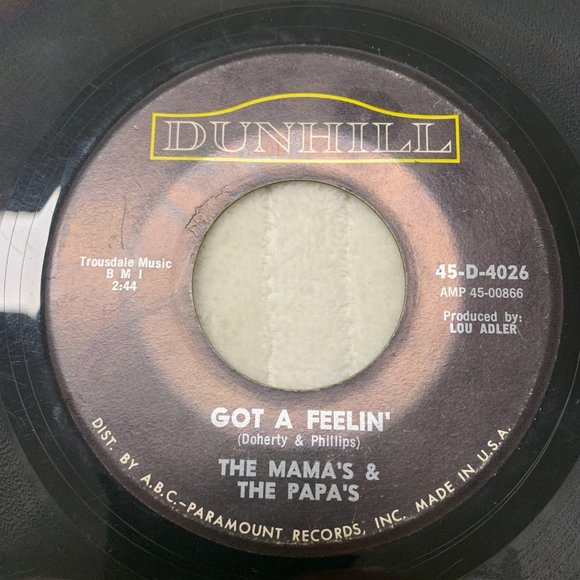 DUNHILL
Trousdale Music
B M I
2:44
45-D-4026
AMP 45-00866
Produced by:
LOU ADLER
GOT A FEELIN'
(Doherty & Phillips)
THE MAMA'S &
THE PAPA'S
DIST. BY A.B.C.-PARAMOUNT RECORDS, INC. MADE IN U.S.A.